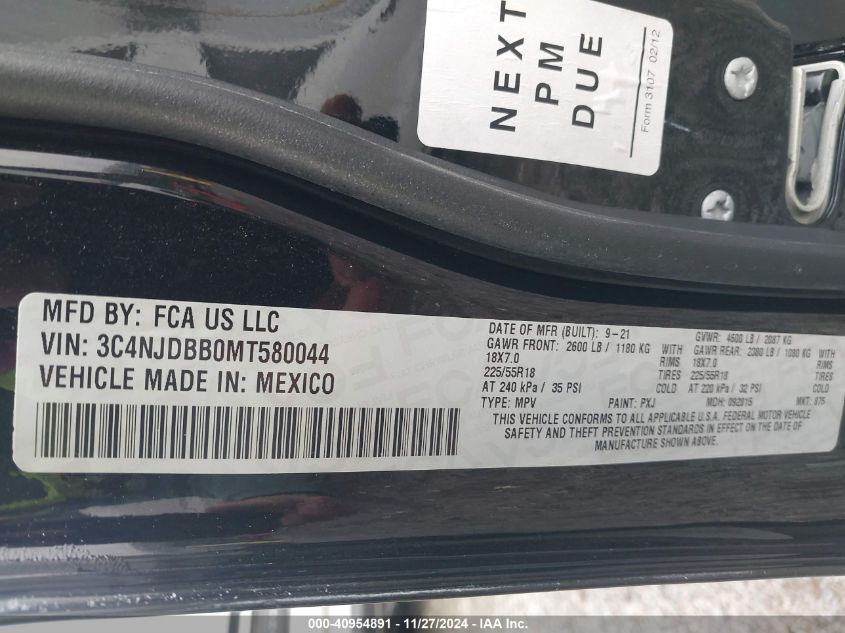 NEXT
PM
DUE
Form 3107 02/12
MFD BY: FCA US LLC
VIN: 3C4NJDBB0MT580044
VEHICLE MADE IN: MEXICO
DATE OF MFR (BUILT): 9-21 GVWR: 4600 LB / 2087 KG
GAWR FRONT: 2600 LB / 1180 KG WITH GAWR REAR: 2380 LB / 1080 KG WITH
18X7.0 RIMS 18X7.0 RIMS
225/55R18 TIRES 225/55R18 TIRES
AT 240 kPa / 35 PSI COLD AT 220 kPa / 32 PSI COLD
TYPE: MPV PAINT: PXJ MDH: 092815 MKT: 875
THIS VEHICLE CONFORMS TO ALL APPLICABLE U.S.A. FEDERAL MOTOR VEHICLE
SAFETY AND THEFT PREVENTION STANDARDS IN EFFECT ON THE DATE OF
MANUFACTURE SHOWN ABOVE.
000-40954891 - 11/27/2024 - IAA Inc.